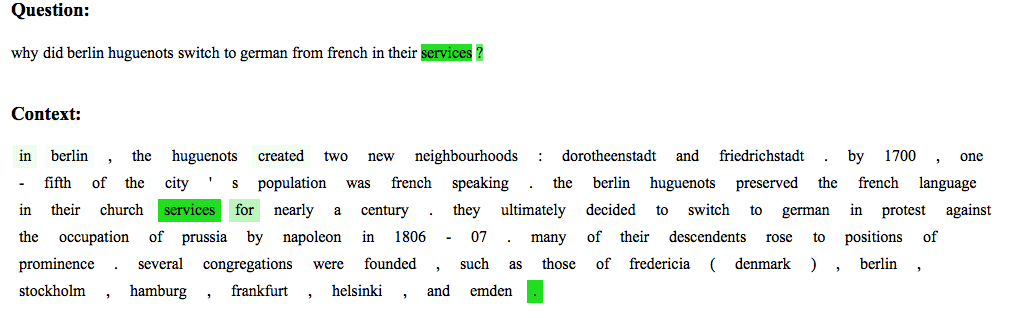 Question:
why did berlin huguenots switch to german from french in their services ?
Context:
in berlin , the huguenots created two new neighbourhoods : dorotheenstadt and friedrichstadt . by 1700 , one
- fifth of the city ' s population was french speaking . the berlin huguenots preserved the french language
in their church services for nearly a century . they ultimately decided to switch to german in protest against
the occupation of prussia by napoleon in 1806 - 07 . many of their descendents rose to positions of
prominence . several congregations were founded , such as those of fredericia ( denmark ) , berlin ,
stockholm , hamburg , frankfurt , helsinki , and emden .